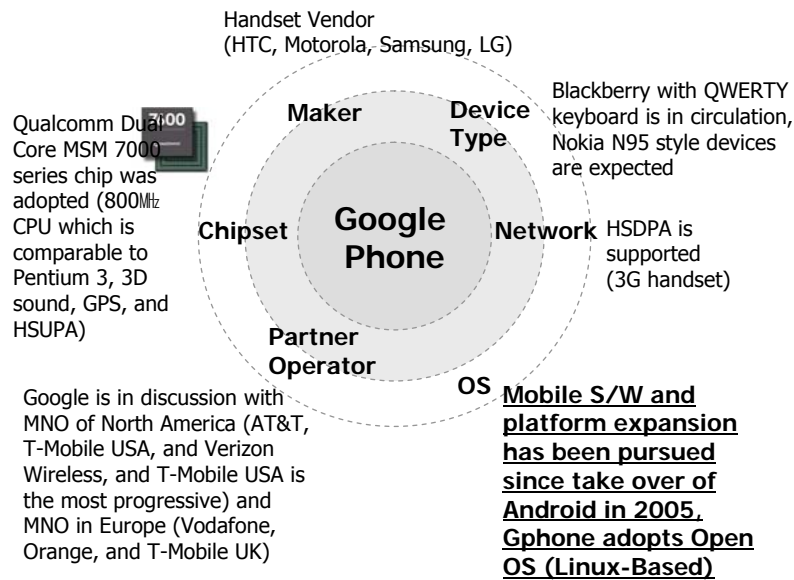 Handset Vendor
(HTC, Motorola, Samsung, LG)
Maker
Device
Type
Blackberry with QWERTY
keyboard is in circulation,
Nokia N95 style devices
are expected
7600
Qualcomm Dual
Core MSM 7000
series chip was
adopted (800㎒
CPU which is
comparable to
Pentium 3, 3D
sound, GPS, and
HSUPA)
Chipset
Google
Phone
Network
HSDPA is
supported
(3G handset)
Partner
Operator
OS
Google is in discussion with
MNO of North America (AT&T,
T-Mobile USA, and Verizon
Wireless, and T-Mobile USA is
the most progressive) and
MNO in Europe (Vodafone,
Orange, and T-Mobile UK)
Mobile S/W and
platform expansion
has been pursued
since take over of
Android in 2005,
Gphone adopts Open
OS (Linux-Based)